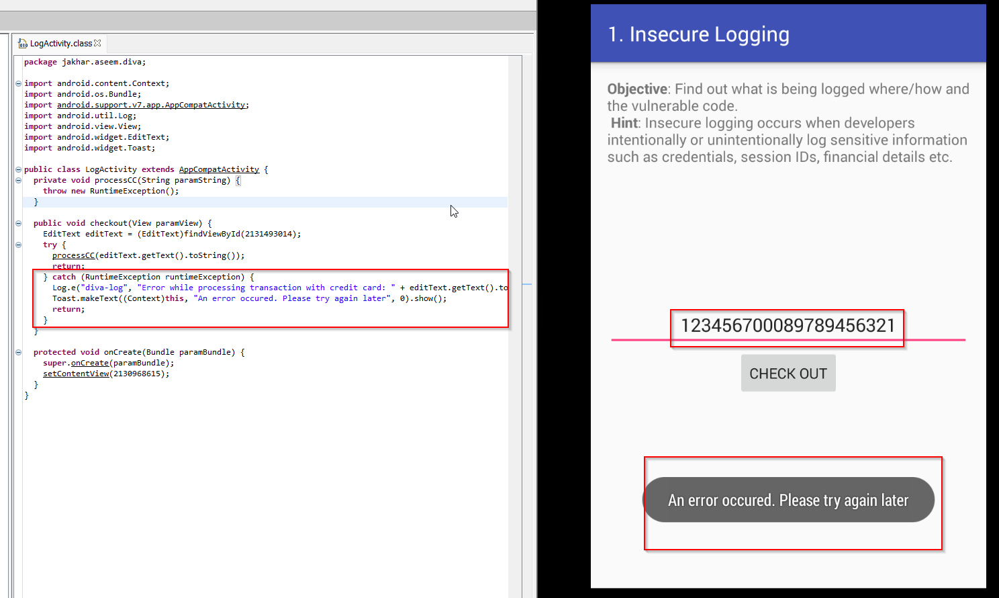 LogActivity.class
package jakhar.aseem.diva;
import android.content.Context;
import android.os.Bundle;
import android.support.v7.app.AppCompatActivity;
import android.util.Log;
import android.view.View;
import android.widget.EditText;
import android.widget.Toast;
public class LogActivity extends AppCompatActivity {
private void processCC(String paramString) {
throw new RuntimeException();
}
public void checkout(View paramView) {
EditText editText = (EditText)findViewById(2131493014);
try {
processCC(editText.getText().toString());
return;
} catch (RuntimeException runtimeException) {
Log.e("diva-log", "Error while processing transaction with credit card: " + editText.getText().to
Toast.makeText((Context)this, "An error occured. Please try again later", 0).show();
return;
}
}
protected void onCreate(Bundle paramBundle) {
super.onCreate(paramBundle);
setContentView(2130968615);
}
}
1. Insecure Logging
Objective: Find out what is being logged where/how and
the vulnerable code.
Hint: Insecure logging occurs when developers
intentionally or unintentionally log sensitive information
such as credentials, session IDs, financial details etc.
123456700089789456321
CHECK OUT
An error occured. Please try again later